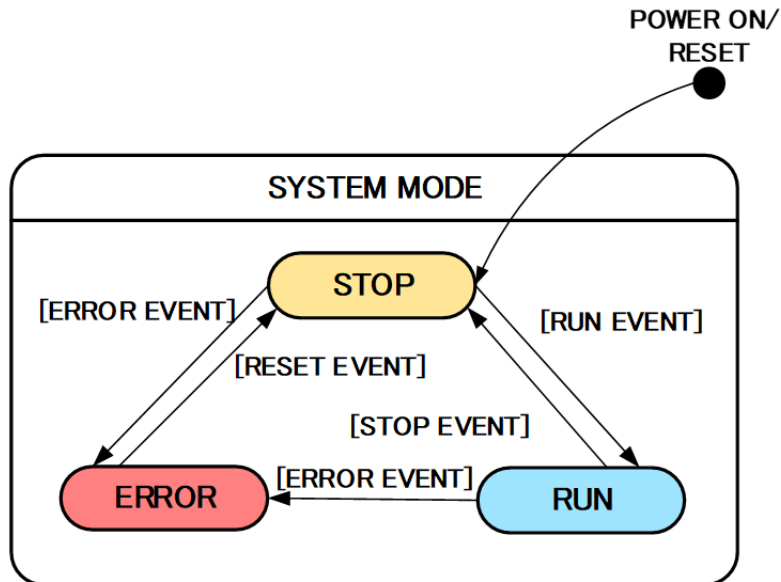 POWER ON/
RESET
SYSTEM MODE
STOP
[ERROR EVENT]
[RUN EVENT]
[RESET EVENT]
[STOP EVENT]
[ERROR EVENT]
ERROR
RUN